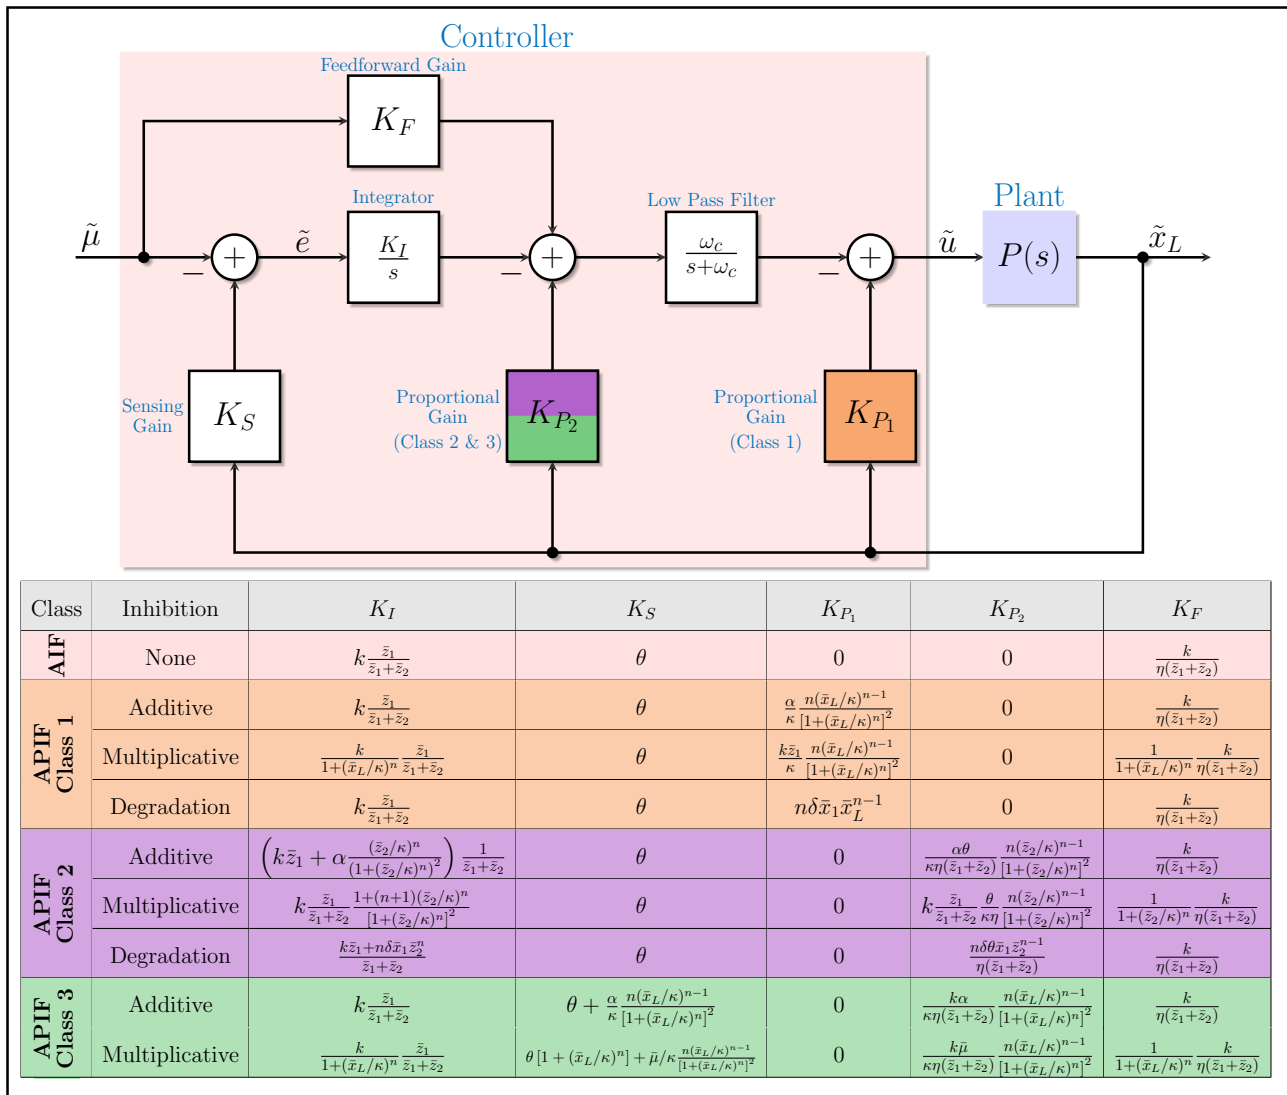 Controller
Feedforward Gain
K_F
Integrator
Low Pass Filter
Plant
μ̃
−
+
ẽ
K_I/s
−
+
ω_c/(s+ω_c)
−
+
ũ
P(s)
x̃_L
Sensing
Gain
K_S
Proportional
Gain
(Class 2 & 3)
K_{P_2}
Proportional
Gain
(Class 1)
K_{P_1}
Class Inhibition K_I K_S K_{P_1} K_{P_2} K_F
AIF
None k z̄_1/(z̄_1+z̄_2) θ 0 0 k/(η(z̄_1+z̄_2))
APIF
Class 1
Additive k z̄_1/(z̄_1+z̄_2) θ (α/κ) n(x̄_L/κ)^{n−1}/[1+(x̄_L/κ)^n]^2 0 k/(η(z̄_1+z̄_2))
Multiplicative k/(1+(x̄_L/κ)^n) z̄_1/(z̄_1+z̄_2) θ (k z̄_1/κ) n(x̄_L/κ)^{n−1}/[1+(x̄_L/κ)^n]^2 0 1/(1+(x̄_L/κ)^n) k/(η(z̄_1+z̄_2))
Degradation k z̄_1/(z̄_1+z̄_2) θ nδx̄_1x̄_L^{n−1} 0 k/(η(z̄_1+z̄_2))
APIF
Class 2
Additive (k z̄_1 + α (z̄_2/κ)^n/(1+(z̄_2/κ)^n)^2) 1/(z̄_1+z̄_2) θ 0 αθ/(κη(z̄_1+z̄_2)) n(z̄_2/κ)^{n−1}/[1+(z̄_2/κ)^n]^2 k/(η(z̄_1+z̄_2))
Multiplicative k z̄_1/(z̄_1+z̄_2) (1+(n+1)(z̄_2/κ)^n)/[1+(z̄_2/κ)^n]^2 θ 0 k z̄_1/(z̄_1+z̄_2) θ/(κη) n(z̄_2/κ)^{n−1}/[1+(z̄_2/κ)^n]^2 1/(1+(z̄_2/κ)^n) k/(η(z̄_1+z̄_2))
Degradation (k z̄_1+nδx̄_1z̄_2^n)/(z̄_1+z̄_2) θ 0 nδθx̄_1z̄_2^{n−1}/(η(z̄_1+z̄_2)) k/(η(z̄_1+z̄_2))
APIF
Class 3
Additive k z̄_1/(z̄_1+z̄_2) θ + (α/κ) n(x̄_L/κ)^{n−1}/[1+(x̄_L/κ)^n]^2 0 kα/(κη(z̄_1+z̄_2)) n(x̄_L/κ)^{n−1}/[1+(x̄_L/κ)^n]^2 k/(η(z̄_1+z̄_2))
Multiplicative k/(1+(x̄_L/κ)^n) z̄_1/(z̄_1+z̄_2) θ[1 + (x̄_L/κ)^n] + μ̄/κ n(x̄_L/κ)^{n−1}/[1+(x̄_L/κ)^n]^2 0 kμ̄/(κη(z̄_1+z̄_2)) n(x̄_L/κ)^{n−1}/[1+(x̄_L/κ)^n]^2 1/(1+(x̄_L/κ)^n) k/(η(z̄_1+z̄_2))